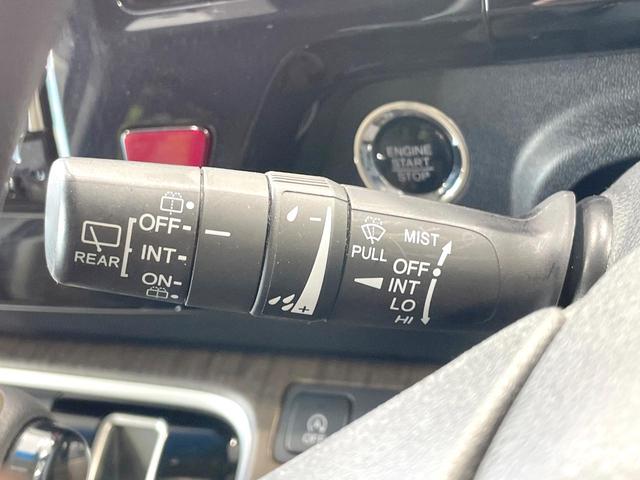 ENGINE
START
STOP
REAR
OFF-
INT-
ON-
-
- 
+
PULL
MIST
OFF
INT
LO
HI
OFF